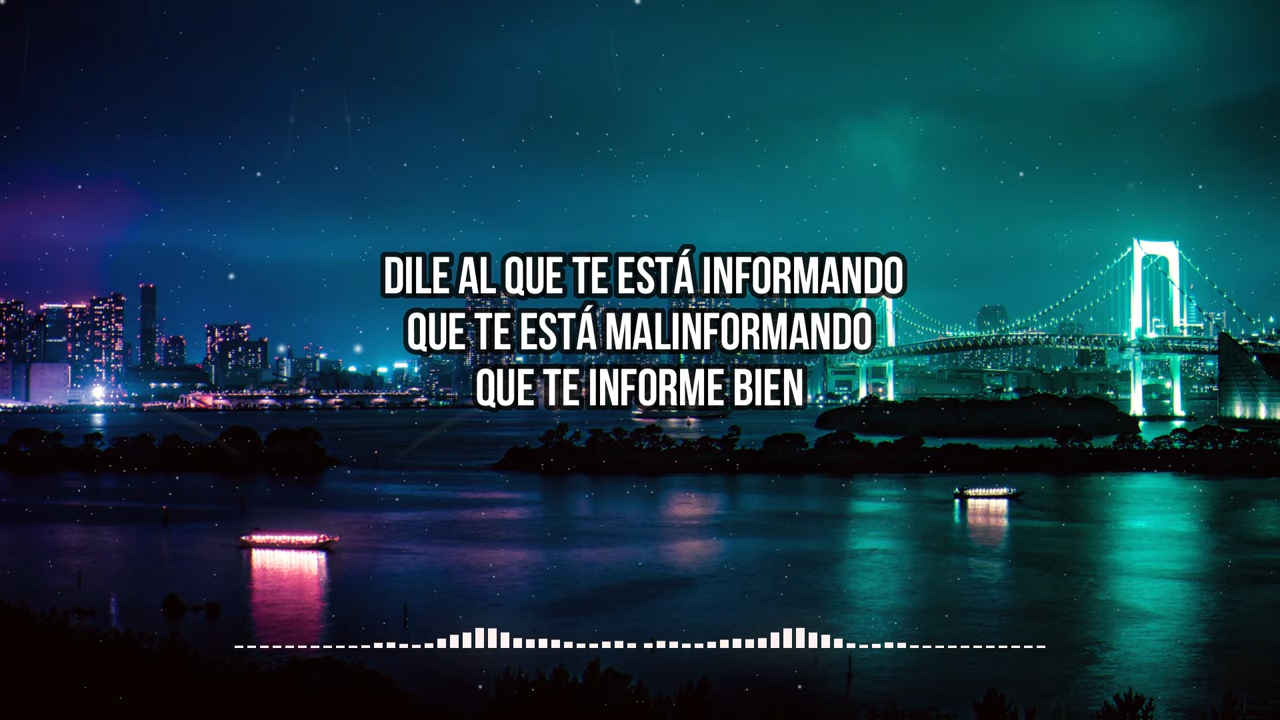 DILE AL QUE TE ESTÁ INFORMANDO
QUE TE ESTÁ MALINFORMANDO
QUE TE INFORME BIEN